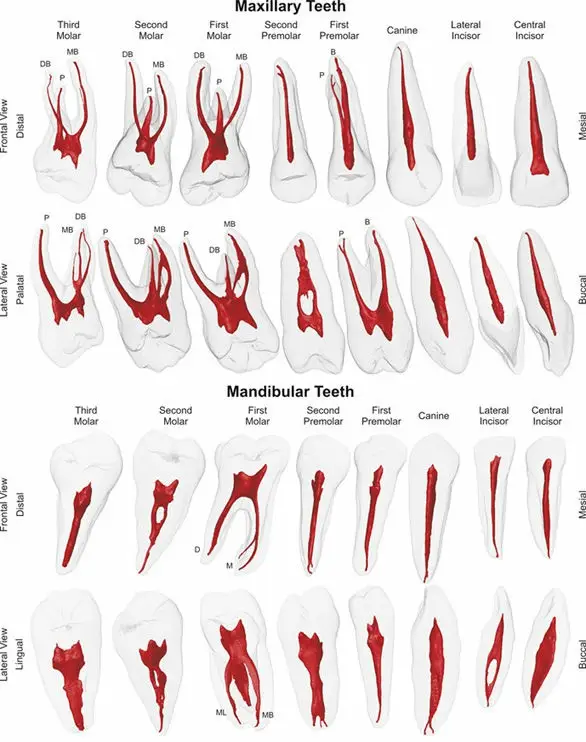 Maxillary Teeth
Third Molar
Second Molar
First Molar
Second Premolar
First Premolar
Canine
Lateral Incisor
Central Incisor
Frontal View
Distal
DB
P
MB
DB
P
MB
DB
P
MB
B
P
Mesial
Lateral View
Palatal
P
MB
DB
P
DB
MB
P
DB
MB
P
B
Buccal
Mandibular Teeth
Third Molar
Second Molar
First Molar
Second Premolar
First Premolar
Canine
Lateral Incisor
Central Incisor
Frontal View
Distal
D
M
Mesial
Lateral View
Lingual
ML
MB
Buccal